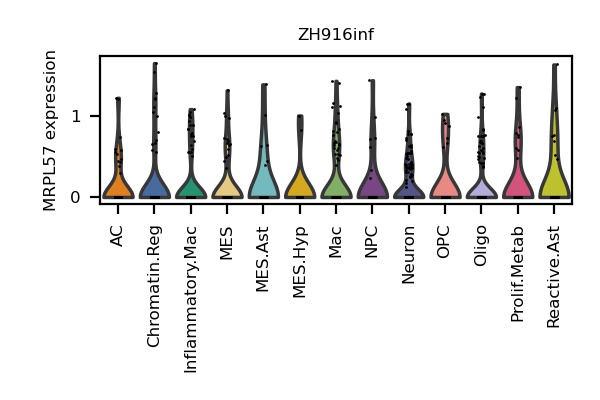 ZH916inf
MRPL57 expression
1
0
AC
Chromatin.Reg
Inflammatory.Mac
MES
MES.Ast
MES.Hyp
Mac
NPC
Neuron
OPC
Oligo
Prolif.Metab
Reactive.Ast